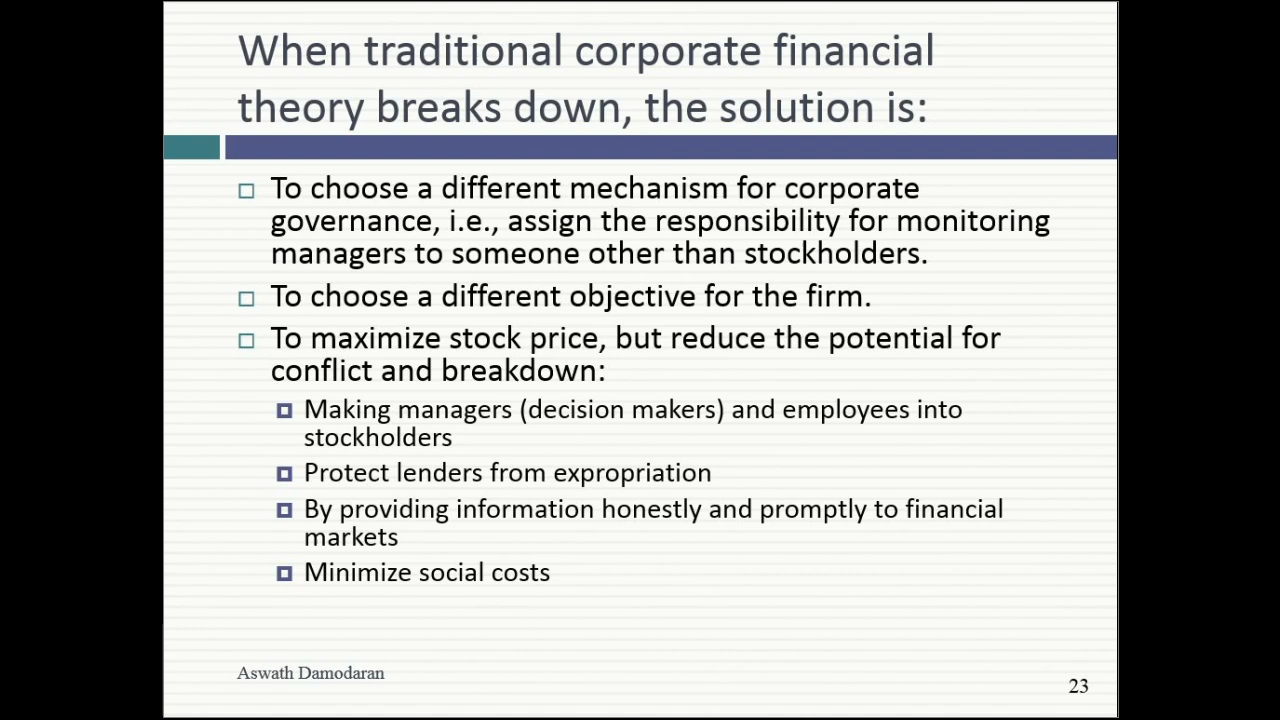 When traditional corporate financial
theory breaks down, the solution is:
To choose a different mechanism for corporate
governance, i.e., assign the responsibility for monitoring
managers to someone other than stockholders.
To choose a different objective for the firm.
To maximize stock price, but reduce the potential for
conflict and breakdown:
Making managers (decision makers) and employees into
stockholders
Protect lenders from expropriation
By providing information honestly and promptly to financial
markets
Minimize social costs
Aswath Damodaran
23